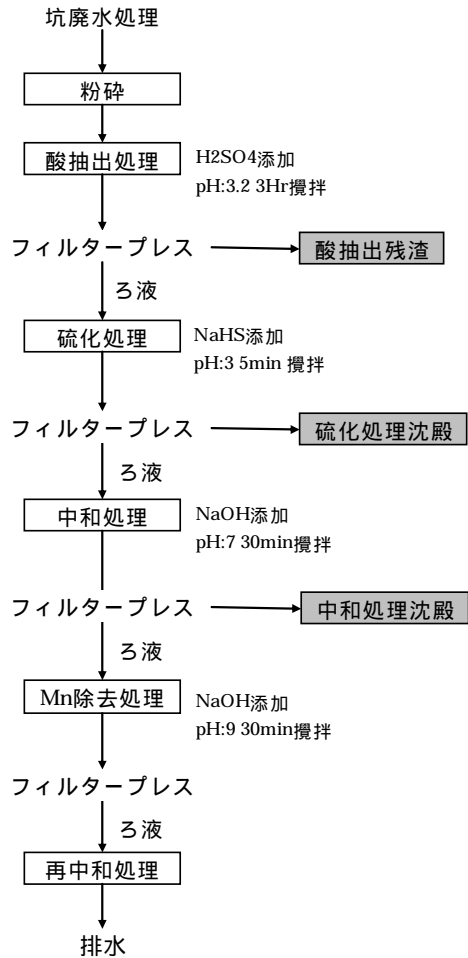 坑廃水処理
粉砕
酸抽出処理
H2SO4添加
pH:3.2 3Hr攪拌
フィルタープレス
酸抽出残渣
ろ液
硫化処理
NaHS添加
pH:3 5min 攪拌
フィルタープレス
硫化処理沈殿
ろ液
中和処理
NaOH添加
pH:7 30min攪拌
フィルタープレス
中和処理沈殿
ろ液
Mn除去処理
NaOH添加
pH:9 30min攪拌
フィルタープレス
ろ液
再中和処理
排水